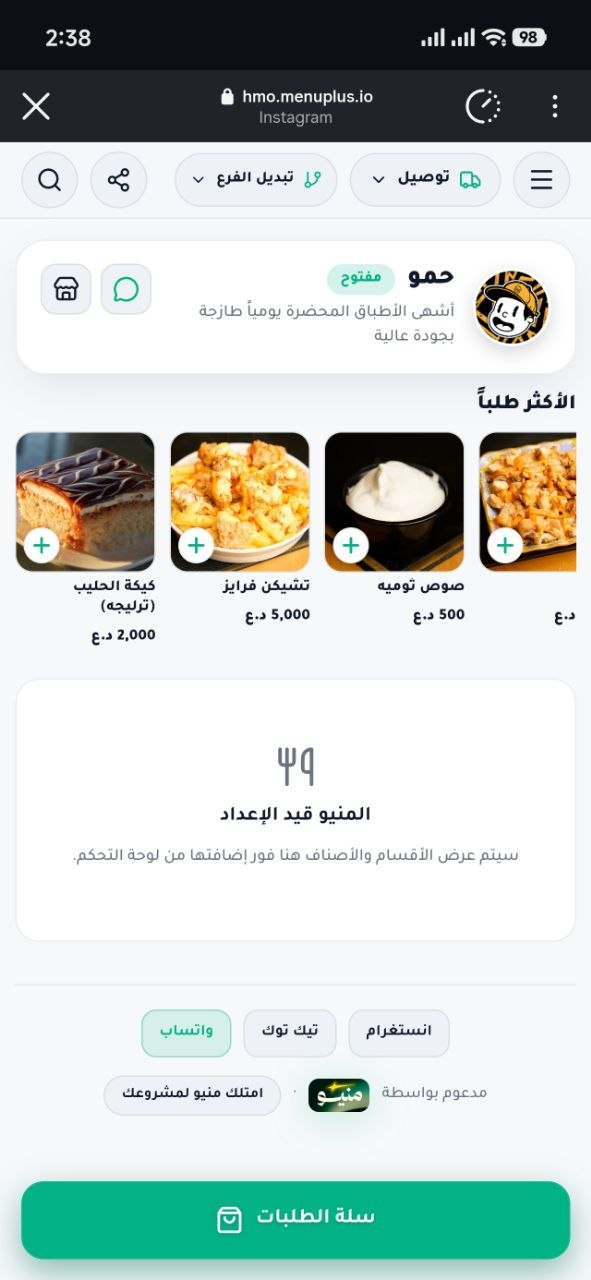 2:38
98
hmo.menuplus.io
Instagram
توصيل
تبديل الفرع
حمو
مفتوح
أشهى الأطباق المحضرة يومياً طازجة
بجودة عالية
الأكثر طلباً
د.ع
صوص ثوميه
500 د.ع
تشيكن فرايز
5,000 د.ع
كيكة الحليب
(ترليجه)
2,000 د.ع
المنيو قيد الإعداد
سيتم عرض الأقسام والأصناف هنا فور إضافتها من لوحة التحكم.
انستغرام
تيك توك
واتساب
مدعوم بواسطة
منيو
·
امتلك منيو لمشروعك
سلة الطلبات